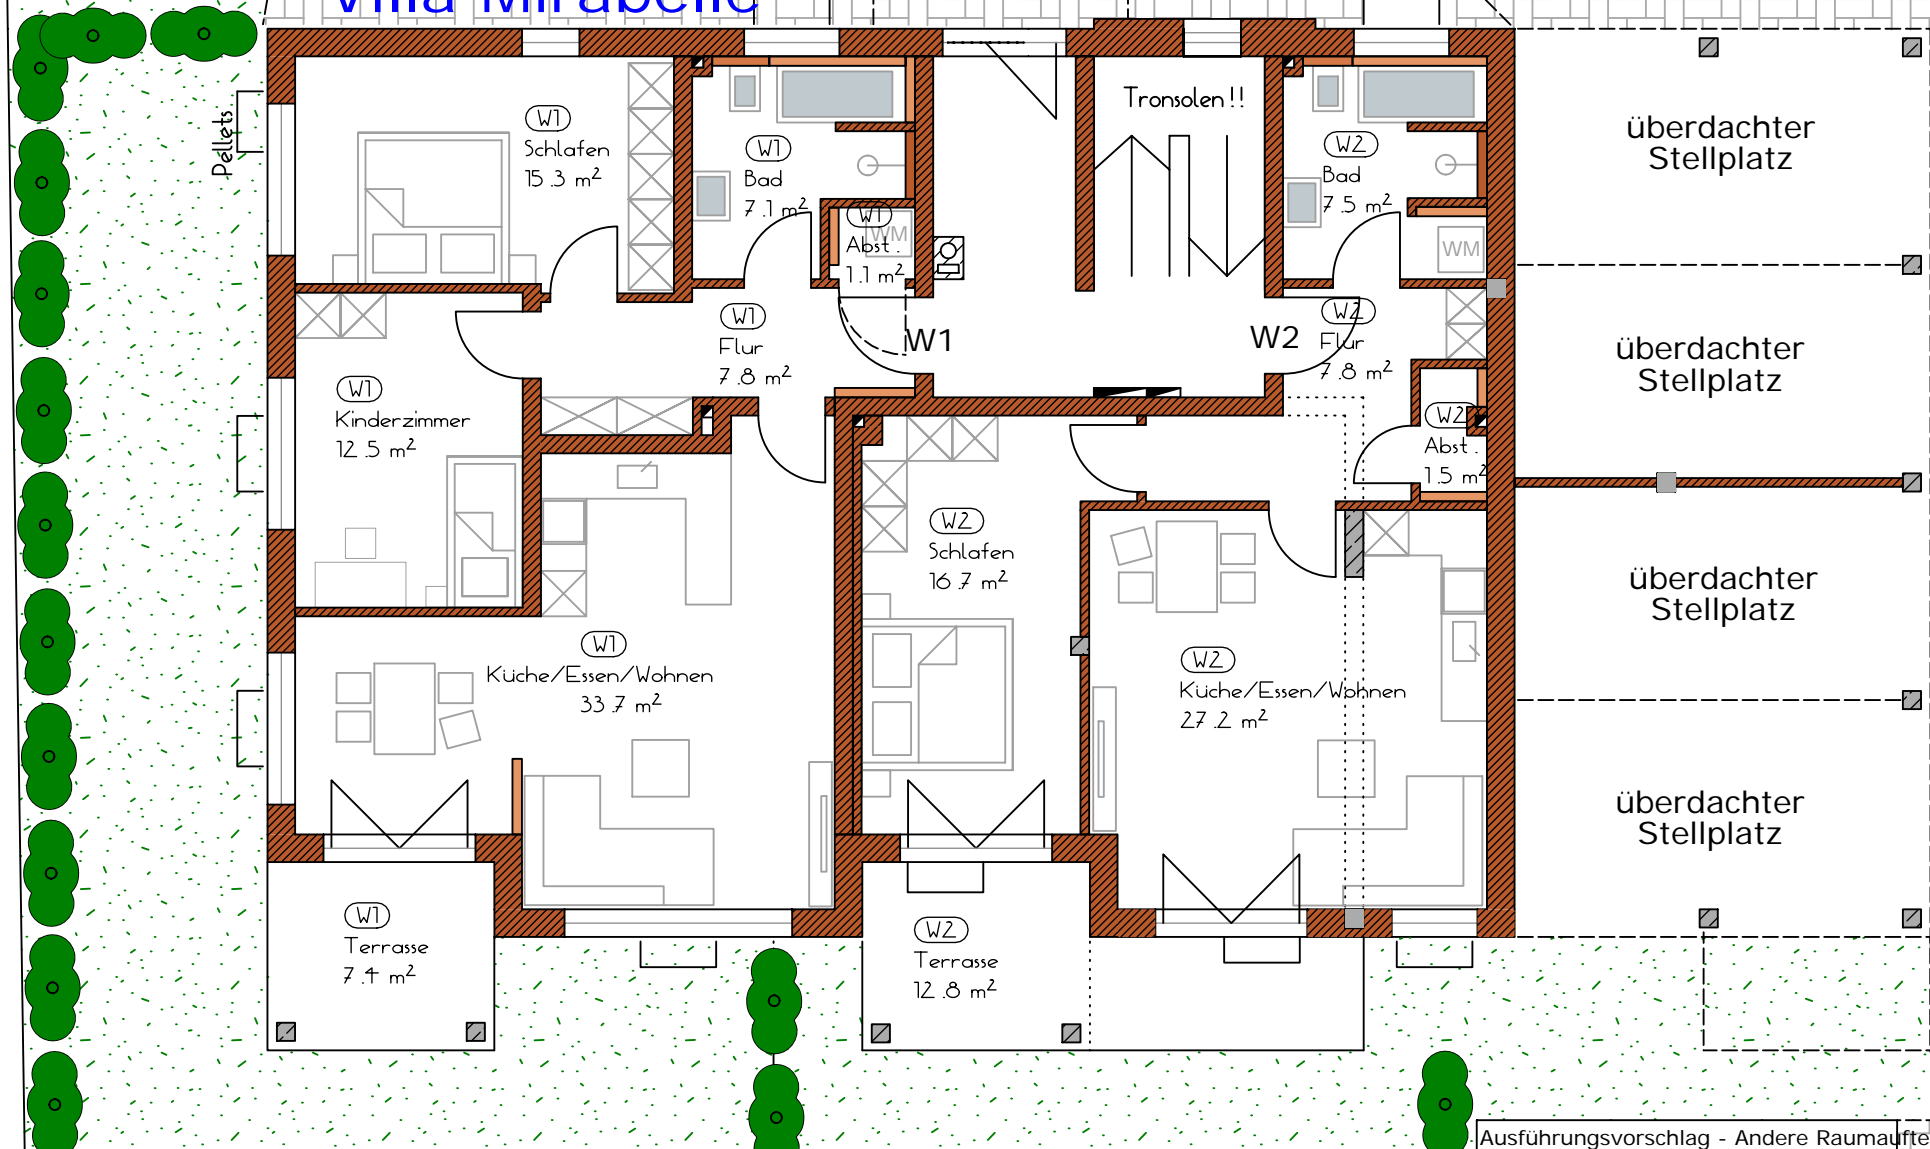 Villa Mirabelle
Pellets
W1
Schlafen
15.3 m²
W1
Bad
7.1 m²
W1
Abst.
1.1 m²
WM
Tronsolen!!
W2
Bad
7.5 m²
WM
überdachter
Stellplatz
W1
Flur
7.8 m²
W1
W2
W2
Flur
7.8 m²
überdachter
Stellplatz
W1
Kinderzimmer
12.5 m²
W2
Abst.
1.5 m²
W2
Schlafen
16.7 m²
überdachter
Stellplatz
W1
Küche/Essen/Wohnen
33.7 m²
W2
Küche/Essen/Wohnen
27.2 m²
überdachter
Stellplatz
W1
Terrasse
7.4 m²
W2
Terrasse
12.8 m²
Ausführungsvorschlag - Andere Raumaufte